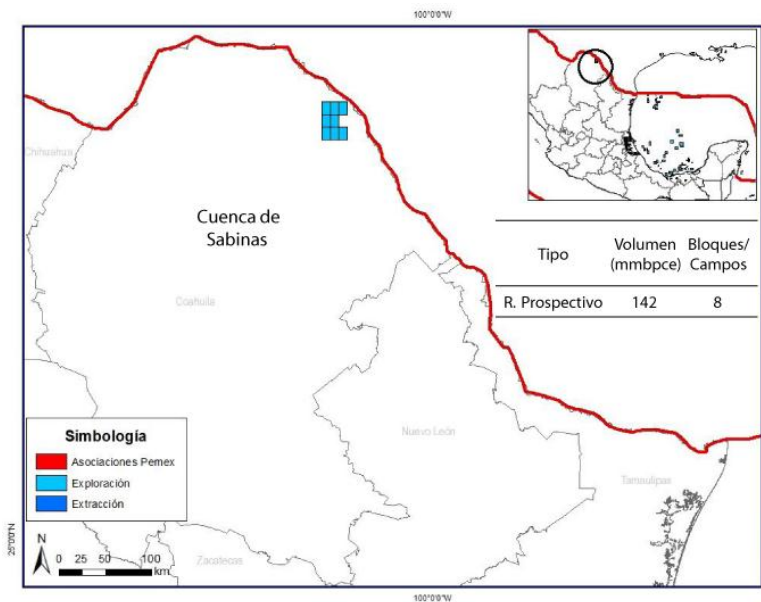 100°0'0"W
Chihuahua
Cuenca de
Sabinas
Coahuila
Tipo
Volumen
(mmbpce)
Bloques/
Campos
R. Prospectivo 142 8
Nuevo León
Tamaulipas
Simbología
Asociaciones Pemex
Exploración
Extracción
25°0'0"N
N
0 25 50 100
km
Zacatecas
100°0'0"W